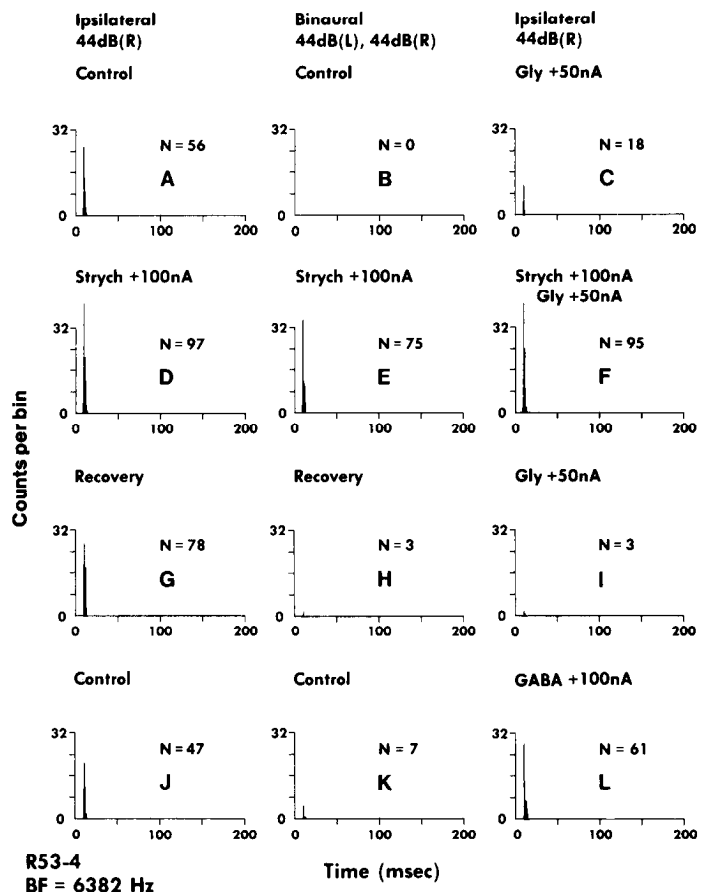 Ipsilateral
44dB(R)
Control
Binaural
44dB(L), 44dB(R)
Control
Ipsilateral
44dB(R)
Gly +50nA
32
N = 56
A
0
0
100
200
32
N = 0
B
0
0
100
200
32
N = 18
C
0
0
100
200
Strych +100nA
Strych +100nA
Strych +100nA
Gly +50nA
32
N = 97
D
0
0
100
200
32
N = 75
E
0
0
100
200
32
N = 95
F
0
0
100
200
Counts per bin
Recovery
Recovery
Gly +50nA
32
N = 78
G
0
0
100
200
32
N = 3
H
0
0
100
200
32
N = 3
I
0
0
100
200
Control
Control
GABA +100nA
32
N = 47
J
0
0
100
200
32
N = 7
K
0
0
100
200
32
N = 61
L
0
0
100
200
R53-4
BF = 6382 Hz
Time (msec)